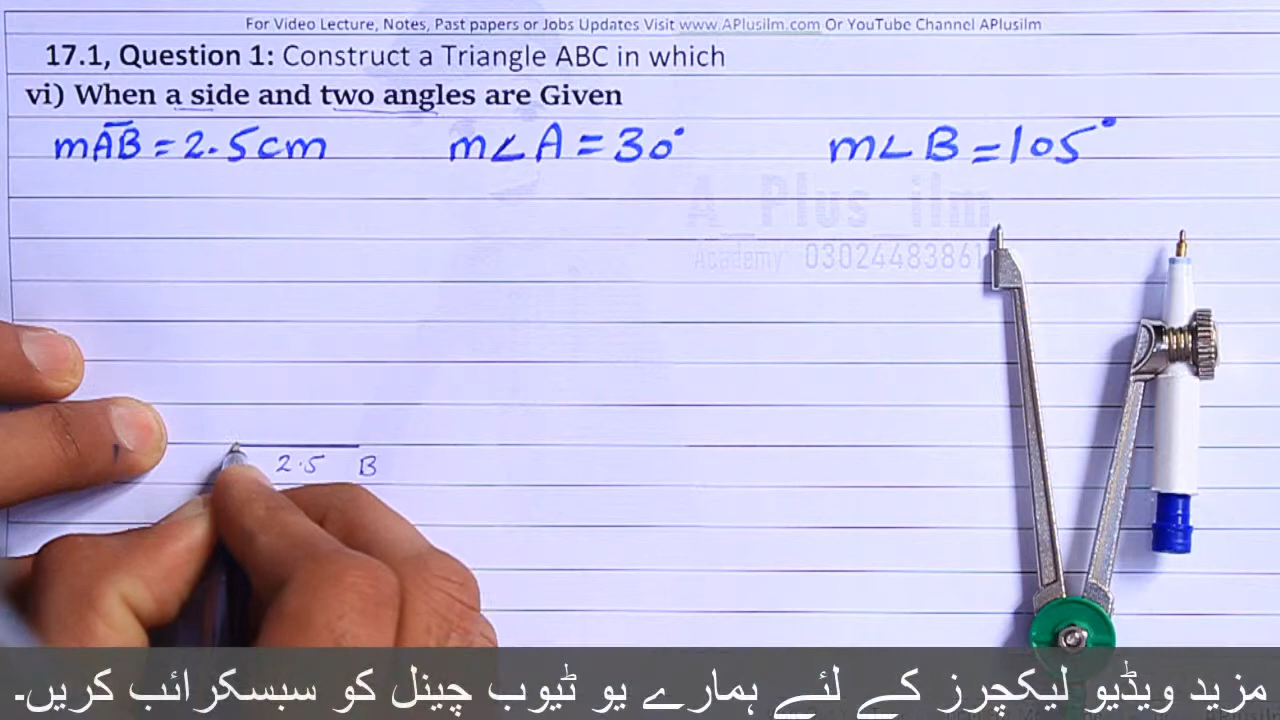 For Video Lecture, Notes, Past papers or Jobs Updates Visit www.APlusilm.com Or YouTube Channel APlusilm
17.1, Question 1: Construct a Triangle ABC in which
vi) When a side and two angles are Given
mAB = 2.5cm m∠A = 30° m∠B = 105°
A_Plus_ilm
Academy 03024483861
2.5 B
مزید ویڈیو لیکچرز کے لئے ہمارے یو ٹیوب چینل کو سبسکرائب کریں۔